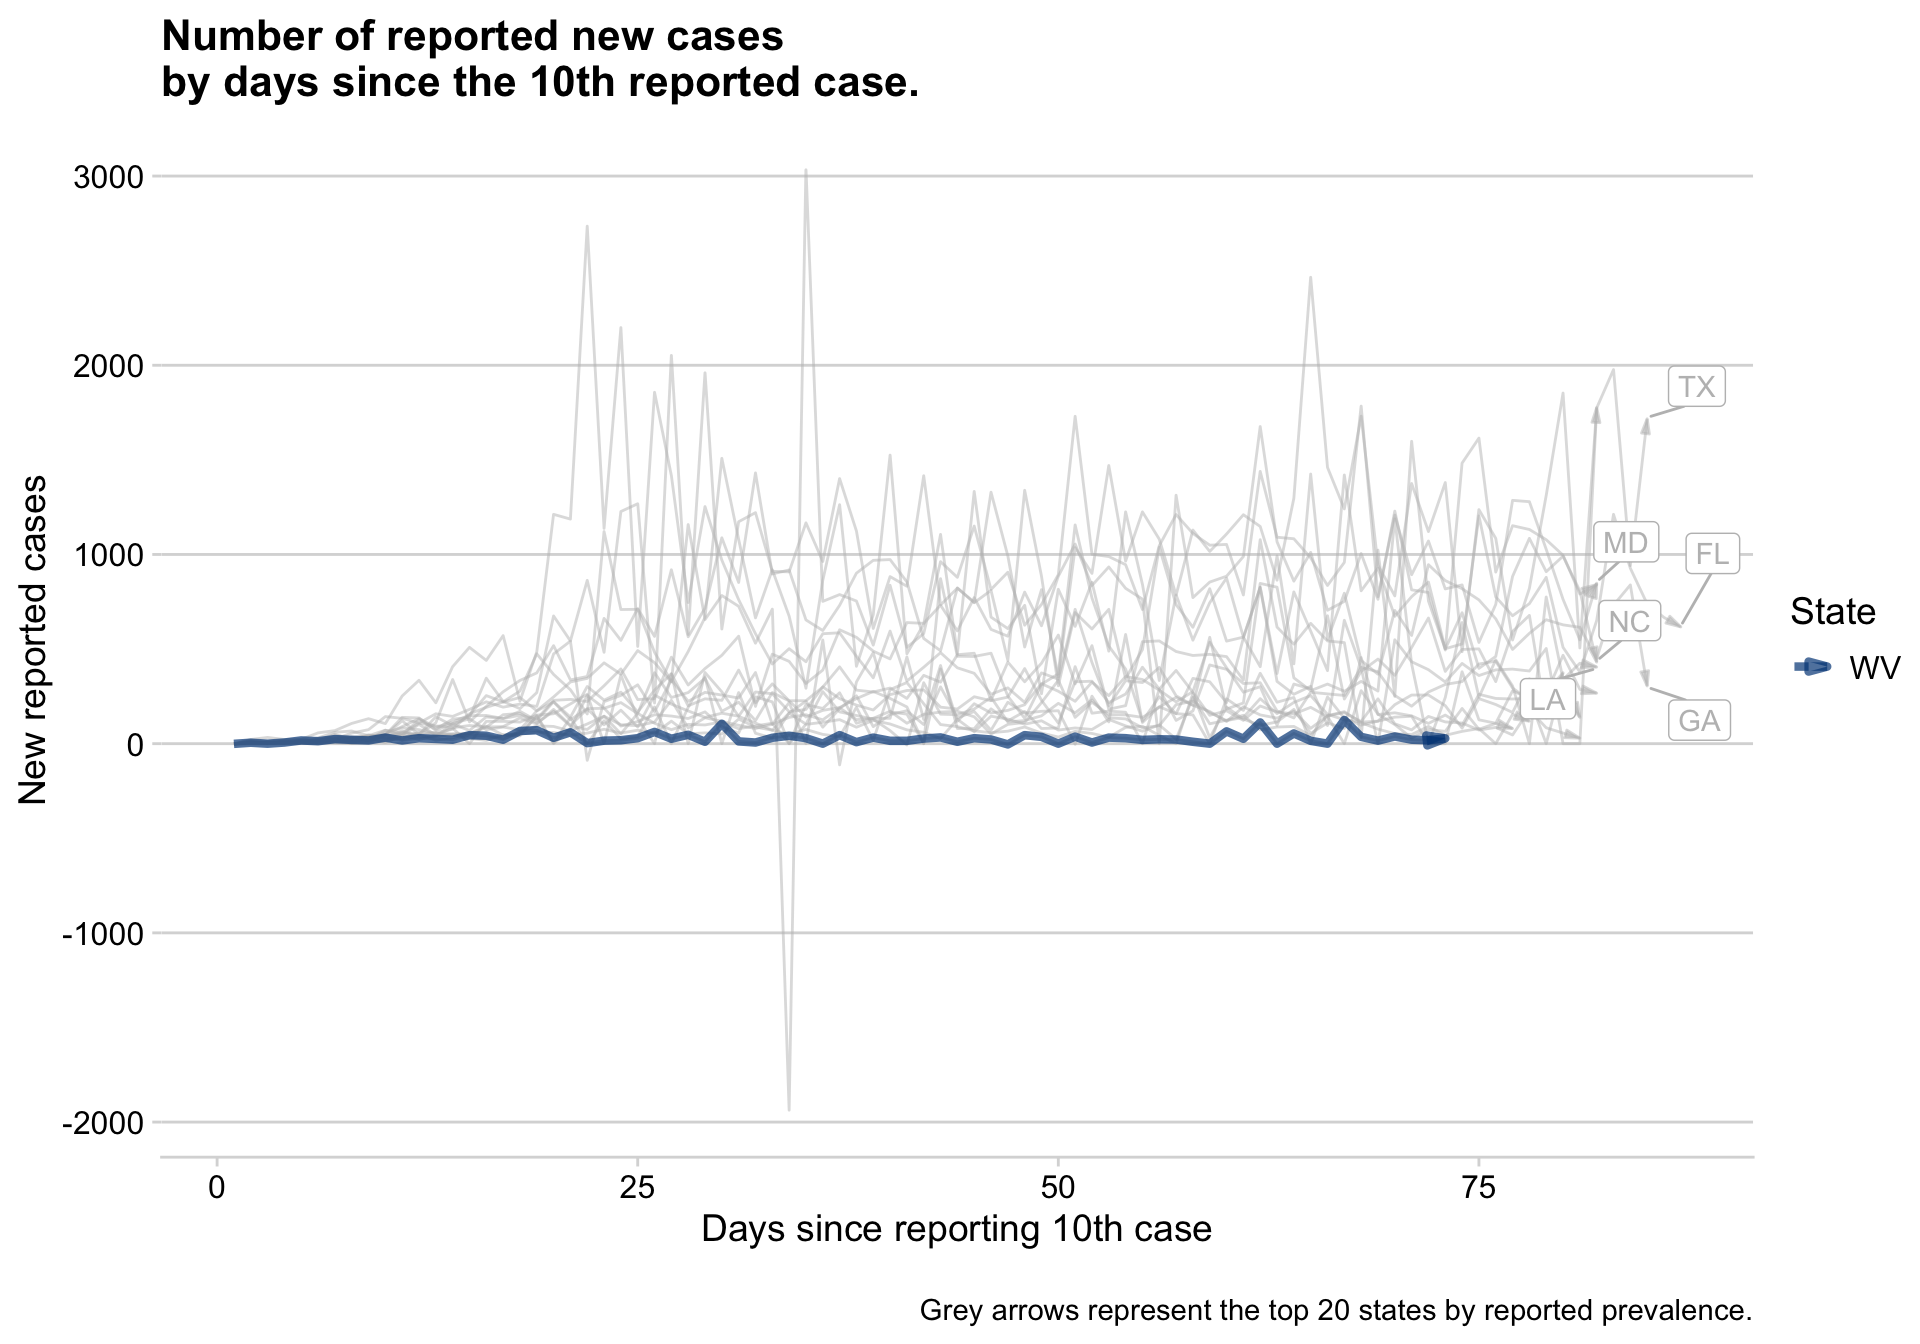 Number of reported new cases
by days since the 10th reported case.
3000
2000
1000
0
-1000
-2000
New reported cases
TX
MD
FL
NC
LA
GA
State
WV
0
25
50
75
Days since reporting 10th case
Grey arrows represent the top 20 states by reported prevalence.